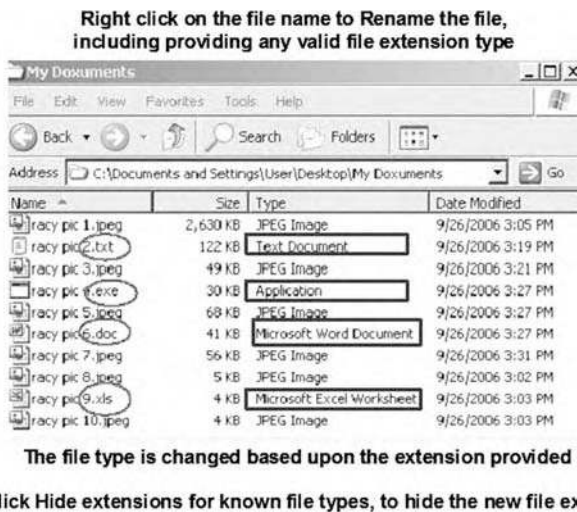 Right click on the file name to Rename the file,
including providing any valid file extension type
My Doxuments
File Edit View Favorites Tools Help
Back Search Folders
Address C:\Documents and Settings\User\Desktop\My Doxuments Go
Name Size Type Date Modified
racy pic 1.jpeg 2,630 KB JPEG Image 9/26/2006 3:05 PM
racy pic 2.txt 122 KB Text Document 9/26/2006 3:19 PM
racy pic 3.jpeg 49 KB JPEG Image 9/26/2006 3:21 PM
racy pic 4.exe 30 KB Application 9/26/2006 3:27 PM
racy pic 5.jpeg 68 KB JPEG Image 9/26/2006 3:27 PM
racy pic 6.doc 41 KB Microsoft Word Document 9/26/2006 3:27 PM
racy pic 7.jpeg 56 KB JPEG Image 9/26/2006 3:31 PM
racy pic 8.jpeg 5 KB JPEG Image 9/26/2006 3:02 PM
racy pic 9.xls 4 KB Microsoft Excel Worksheet 9/26/2006 3:03 PM
racy pic 10.jpeg 4 KB JPEG Image 9/26/2006 3:03 PM
The file type is changed based upon the extension provided
lick Hide extensions for known file types, to hide the new file ex